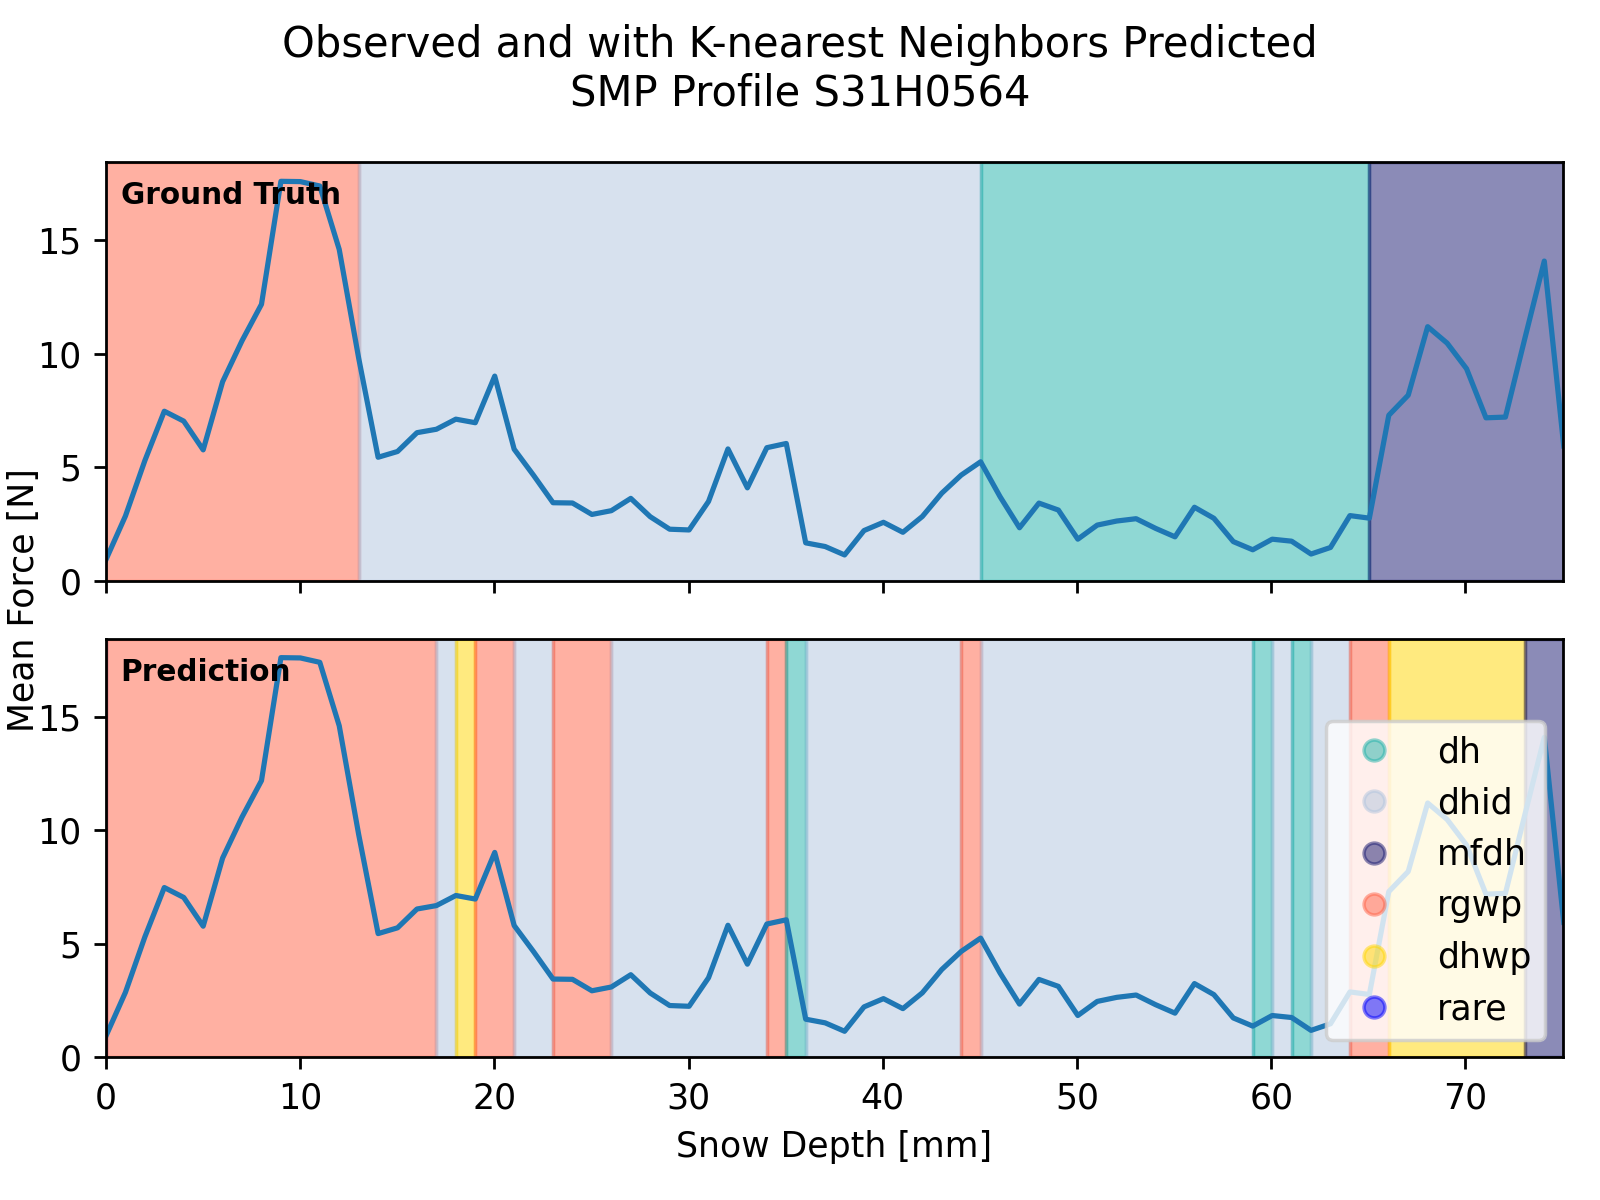 Observed and with K-nearest Neighbors Predicted
SMP Profile S31H0564
Ground Truth
15
10
5
0
Mean Force [N]
Prediction
15
10
5
0
dh
dhid
mfdh
rgwp
dhwp
rare
0 10 20 30 40 50 60 70
Snow Depth [mm]